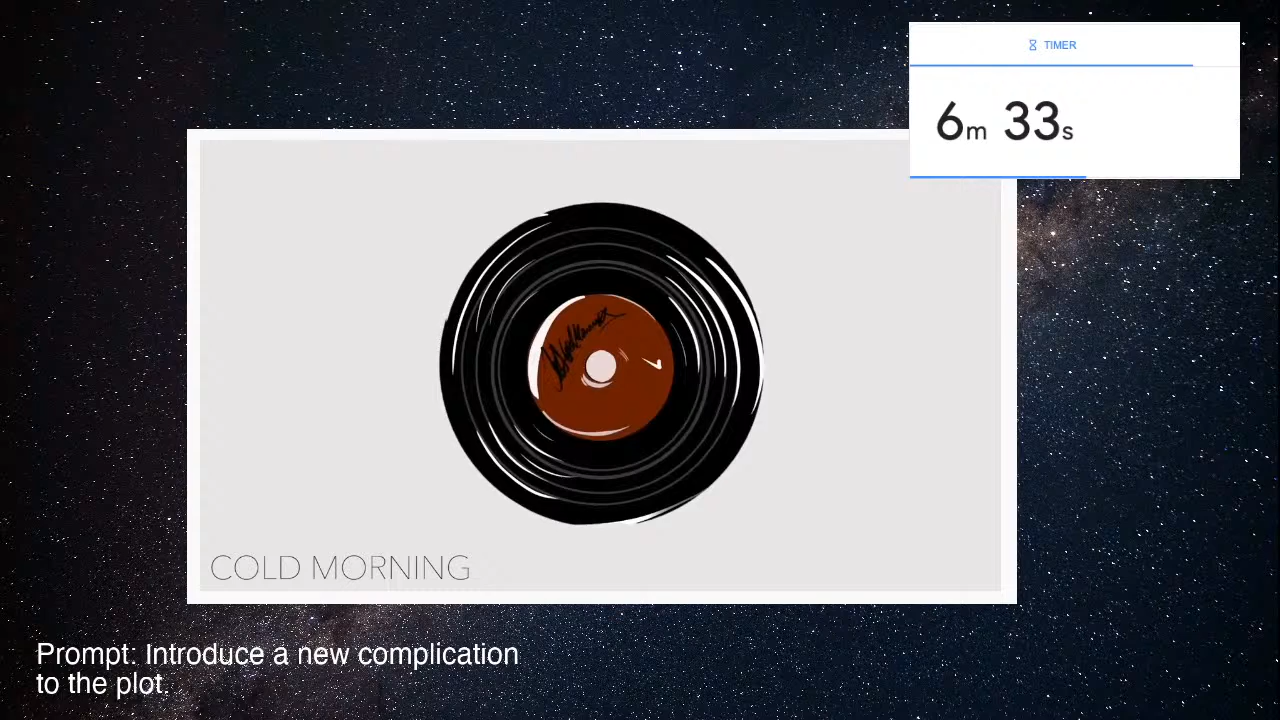 TIMER
6m 33s
COLD MORNING
Prompt: Introduce a new complication
to the plot.